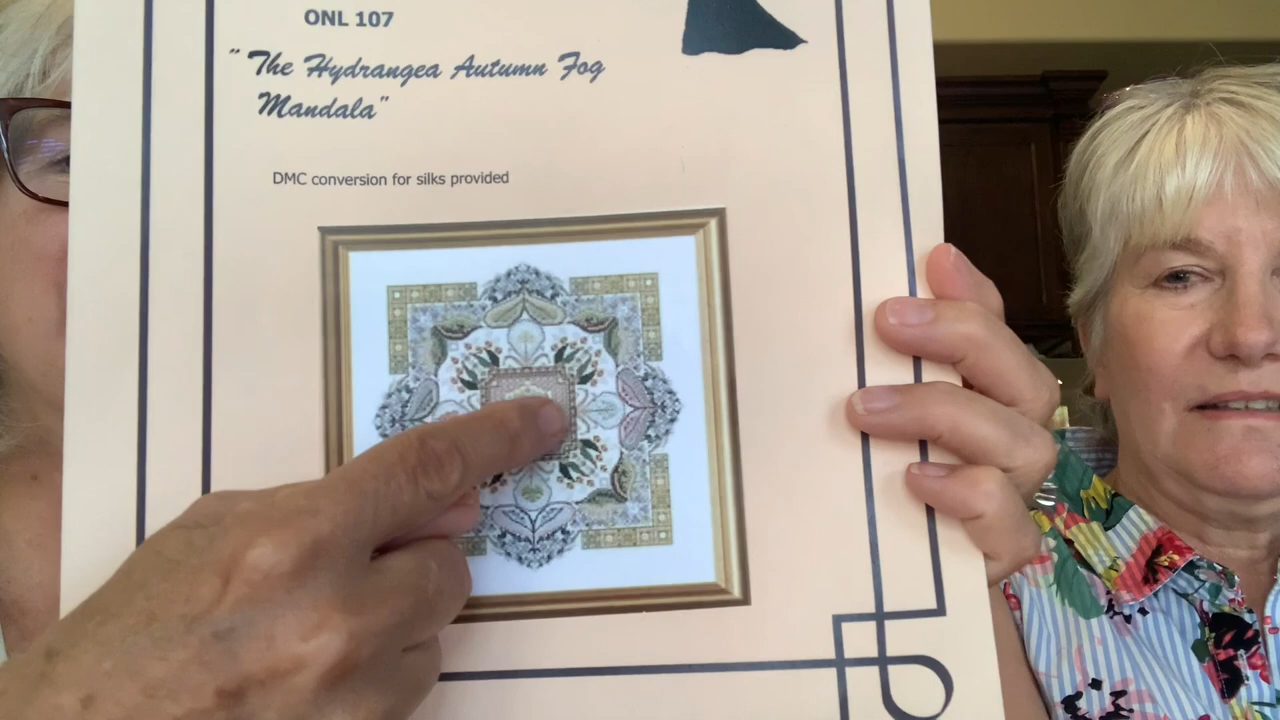 ONL 107
"The Hydrangea Autumn Fog
Mandala"
DMC conversion for silks provided